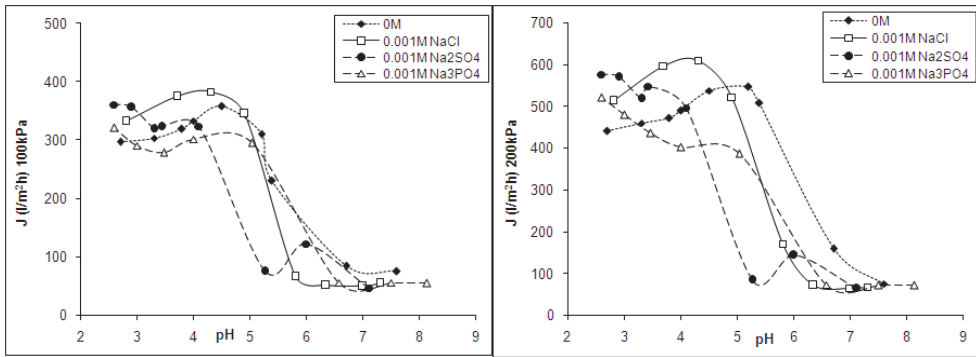 500
400
300
200
100
0
2 3 4 5 6 7 8 9
J (l/m²h) 100kPa
pH
0M
0.001M NaCl
0.001M Na2SO4
0.001M Na3PO4
700
600
500
400
300
200
100
0
2 3 4 5 6 7 8 9
J (l/m²h) 200kPa
pH
0M
0.001M NaCl
0.001M Na2SO4
0.001M Na3PO4